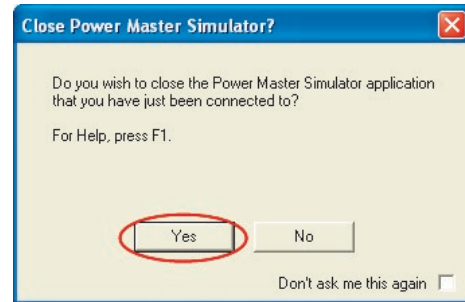 Close Power Master Simulator?
Do you wish to close the Power Master Simulator application
that you have just been connected to?
For Help, press F1.
Yes
No
Don't ask me this again